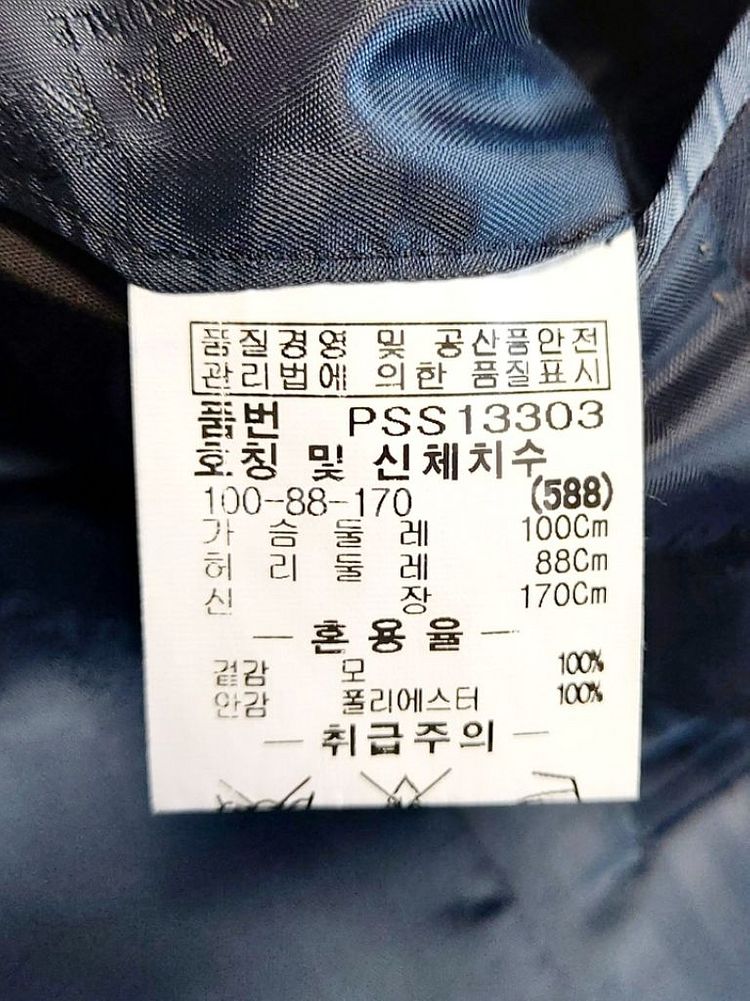 품질경영 및 공산품안전
관리법에 의한 품질표시
품번 PSS13303
호칭 및 신체치수
100-88-170 (588)
가슴둘레 100Cm
허리둘레 88Cm
신장 170Cm
— 혼용율 —
겉감 모 100%
안감 폴리에스터 100%
— 취급주의 —